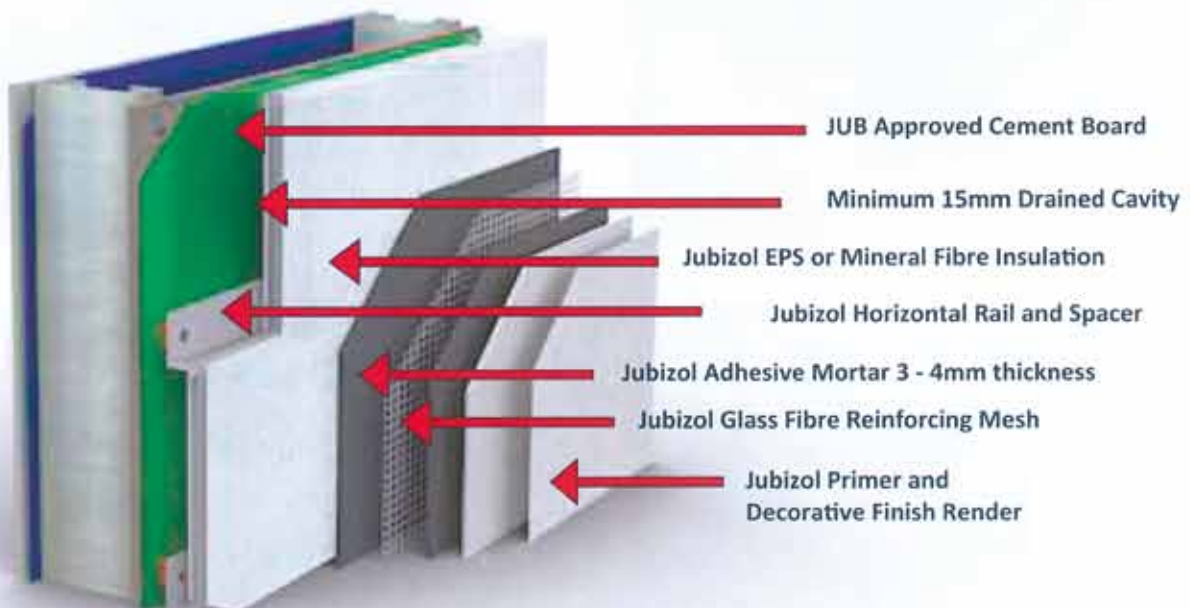 JUB Approved Cement Board
Minimum 15mm Drained Cavity
Jubizol EPS or Mineral Fibre Insulation
Jubizol Horizontal Rail and Spacer
Jubizol Adhesive Mortar 3 - 4mm thickness
Jubizol Glass Fibre Reinforcing Mesh
Jubizol Primer and
Decorative Finish Render